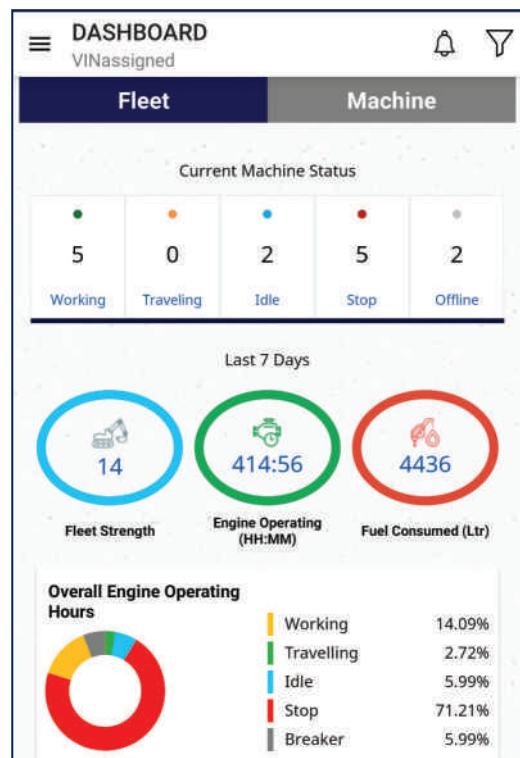 DASHBOARD
VINassigned
Fleet
Machine
Current Machine Status
5
0
2
5
2
Working
Traveling
Idle
Stop
Offline
Last 7 Days
14
414:56
4436
Fleet Strength
Engine Operating
(HH:MM)
Fuel Consumed (Ltr)
Overall Engine Operating
Hours
Working 14.09%
Travelling 2.72%
Idle 5.99%
Stop 71.21%
Breaker 5.99%